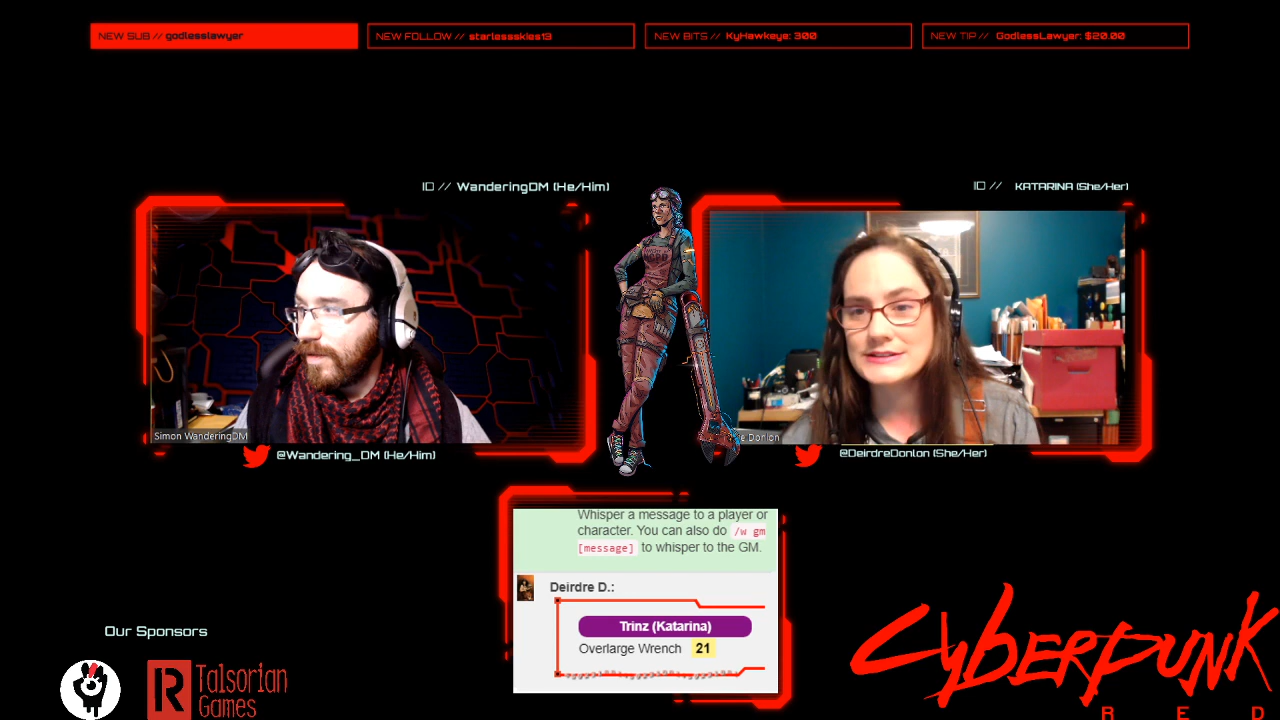 NEW SUB // godlesslawyer
NEW FOLLOW // starlessskies13
NEW BITS // KyHawkeye: 300
NEW TIP // GodlessLawyer: $20.00
ID // WanderingDM (He/Him)
ID // KATARINA (She/Her)
Simon WanderingDM
e Donlon
@Wandering_DM (He/Him)
@DeirdreDonlon (She/Her)
Whisper a message to a player or
character. You can also do /w gm
[message] to whisper to the GM.
Deirdre D.:
Trinz (Katarina)
Overlarge Wrench 21
Our Sponsors
R Talsorian
Games
Cyberpunk
RED